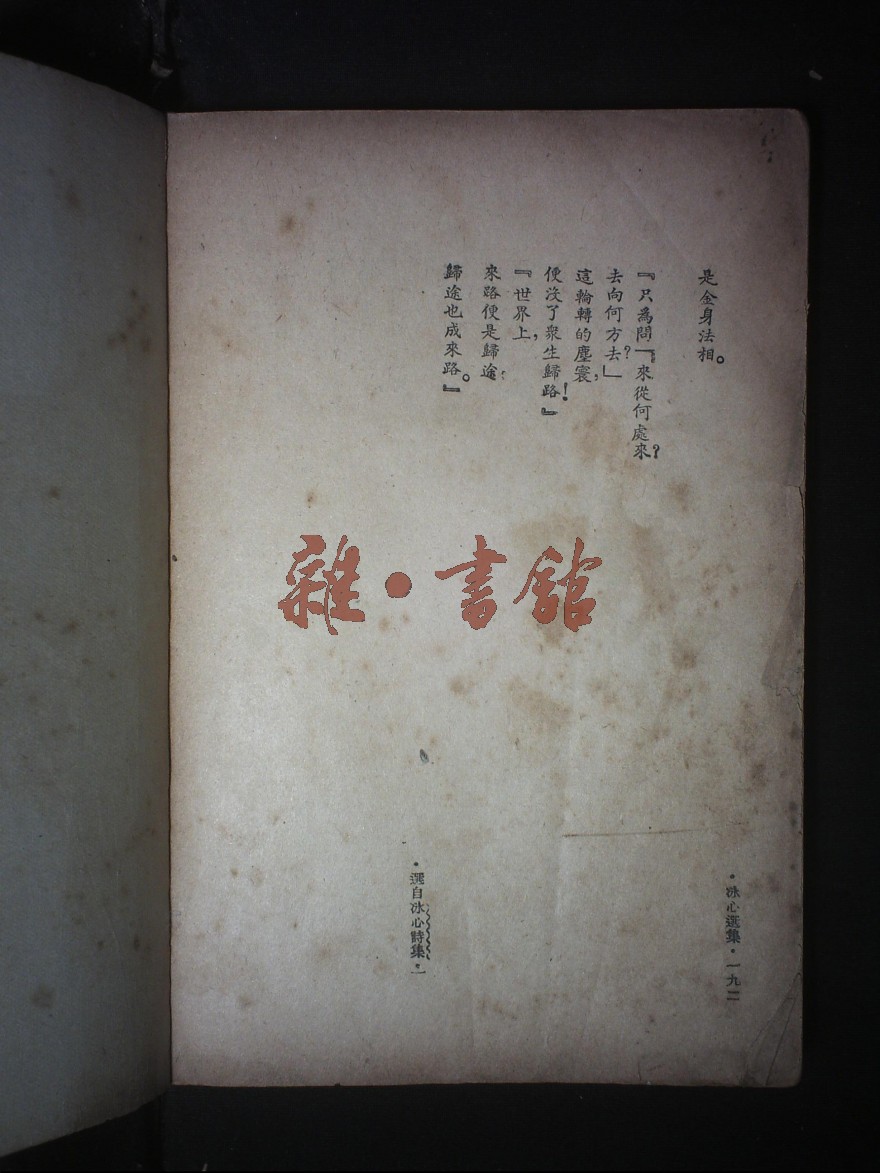 是金身法相。
『只為問「來從何處來?
去向何方去?」
這輪轉的塵寰,
便沒了衆生歸路!』
『世界上,
來路便是歸途,
歸途也成來路。』
·選自冰心詩集·
·冰心選集·一九二
雜·書館